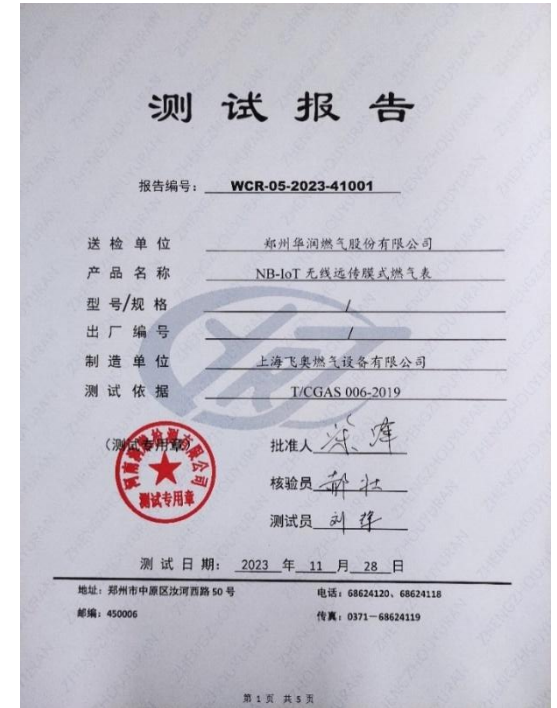 测试报告
报告编号：WCR-05-2023-41001
送检单位 郑州华润燃气股份有限公司
产品名称 NB-IoT 无线远传膜式燃气表
型号/规格 /
出厂编号 /
制造单位 上海飞奥燃气设备有限公司
测试依据 T/CGAS 006-2019
（测试专用章）
测试专用章
批准人
核验员 郝壮
测试员 刘
测试日期：2023 年 11 月 28 日
地址：郑州市中原区汝河西路 50 号 电话：68624120、68624118
邮编：450006 传真：0371－68624119
第 1 页 共 5 页